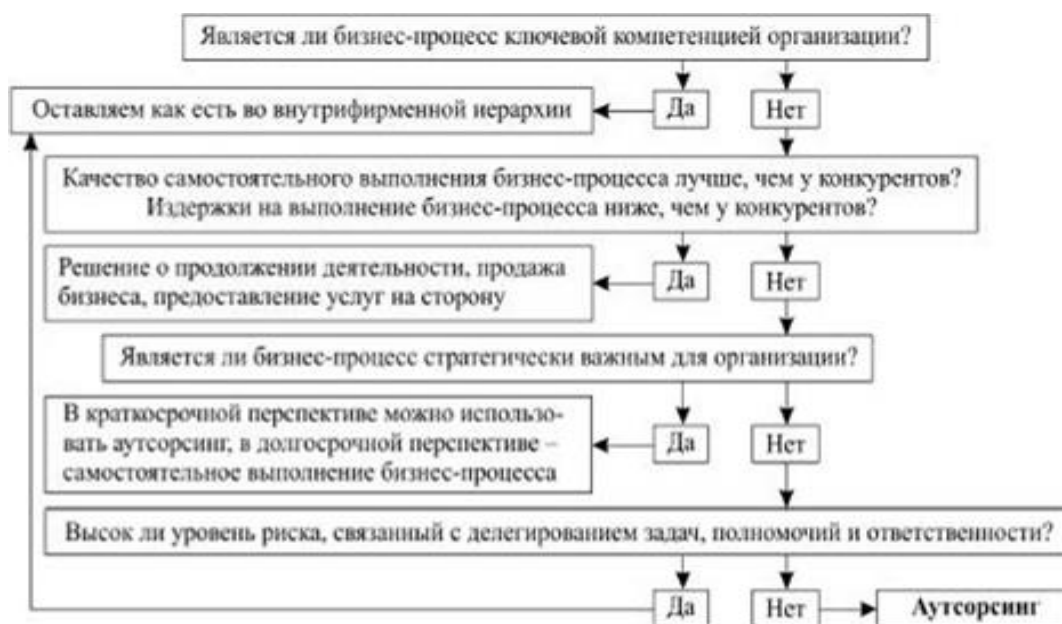 Является ли бизнес-процесс ключевой компетенцией организации?
Да
Нет
Оставляем как есть во внутрифирменной иерархии
Качество самостоятельного выполнения бизнес-процесса лучше, чем у конкурентов?
Издержки на выполнение бизнес-процесса ниже, чем у конкурентов?
Решение о продолжении деятельности, продажа
бизнеса, предоставление услуг на сторону
Да
Нет
Является ли бизнес-процесс стратегически важным для организации?
В краткосрочной перспективе можно использо-
вать аутсорсинг, в долгосрочной перспективе –
самостоятельное выполнение бизнес-процесса
Да
Нет
Высок ли уровень риска, связанный с делегированием задач, полномочий и ответственности?
Да
Нет
Аутсорсинг